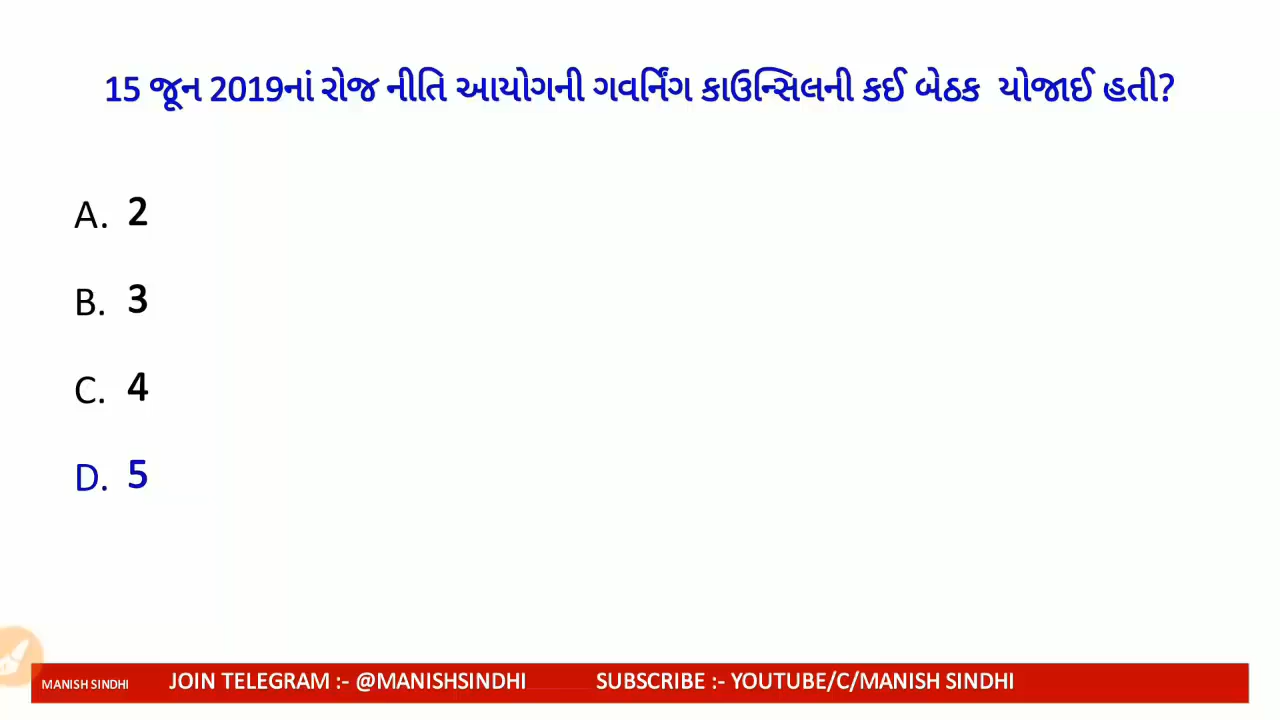 15 જૂન 2019નાં રોજ નીતિ આયોગની ગવર્નિંગ કાઉન્સિલની કઈ બેઠક યોજાઈ હતી?
A. 2
B. 3
C. 4
D. 5
MANISH SINDHI JOIN TELEGRAM :- @MANISHSINDHI SUBSCRIBE :- YOUTUBE/C/MANISH SINDHI